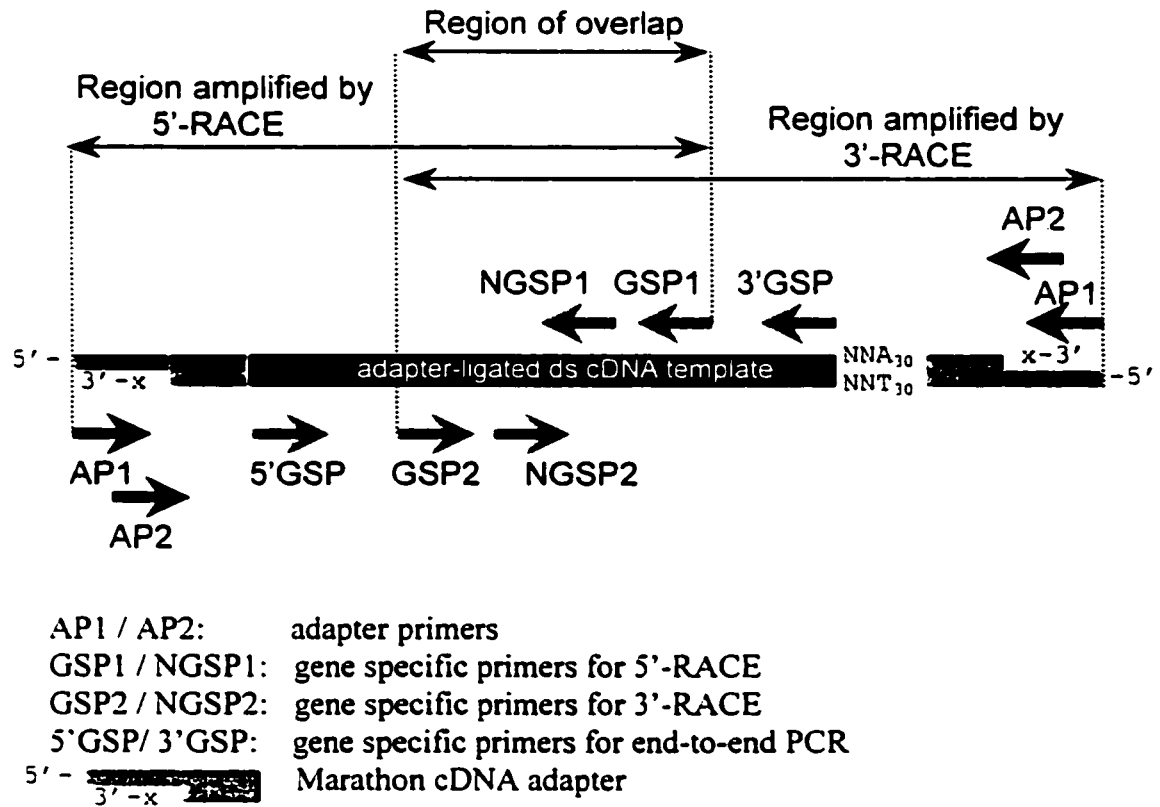 Region of overlap
Region amplified by
5'-RACE
Region amplified by
3'-RACE
AP2
NGSP1 GSP1 3'GSP AP1
5'- adapter-ligated ds cDNA template NNA30 x-3'
3'-x NNT30 -5'
AP1 5'GSP GSP2 NGSP2
AP2
AP1 / AP2: adapter primers
GSP1 / NGSP1: gene specific primers for 5'-RACE
GSP2 / NGSP2: gene specific primers for 3'-RACE
5'GSP/ 3'GSP: gene specific primers for end-to-end PCR
5'- Marathon cDNA adapter
3'-x